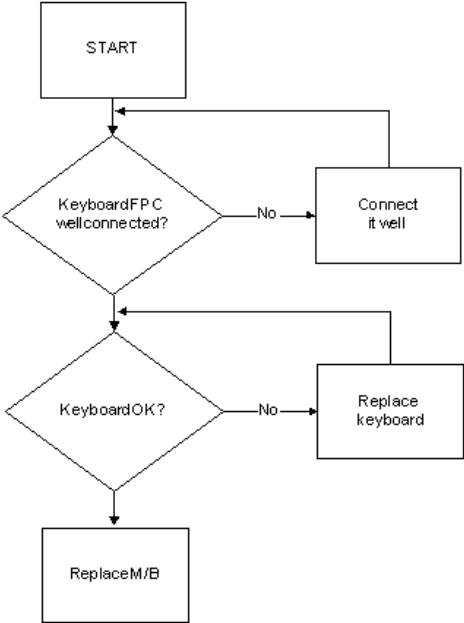 START
KeyboardFPC
wellconnected?
No
Connect
it well
KeyboardOK?
No
Replace
keyboard
ReplaceM/B